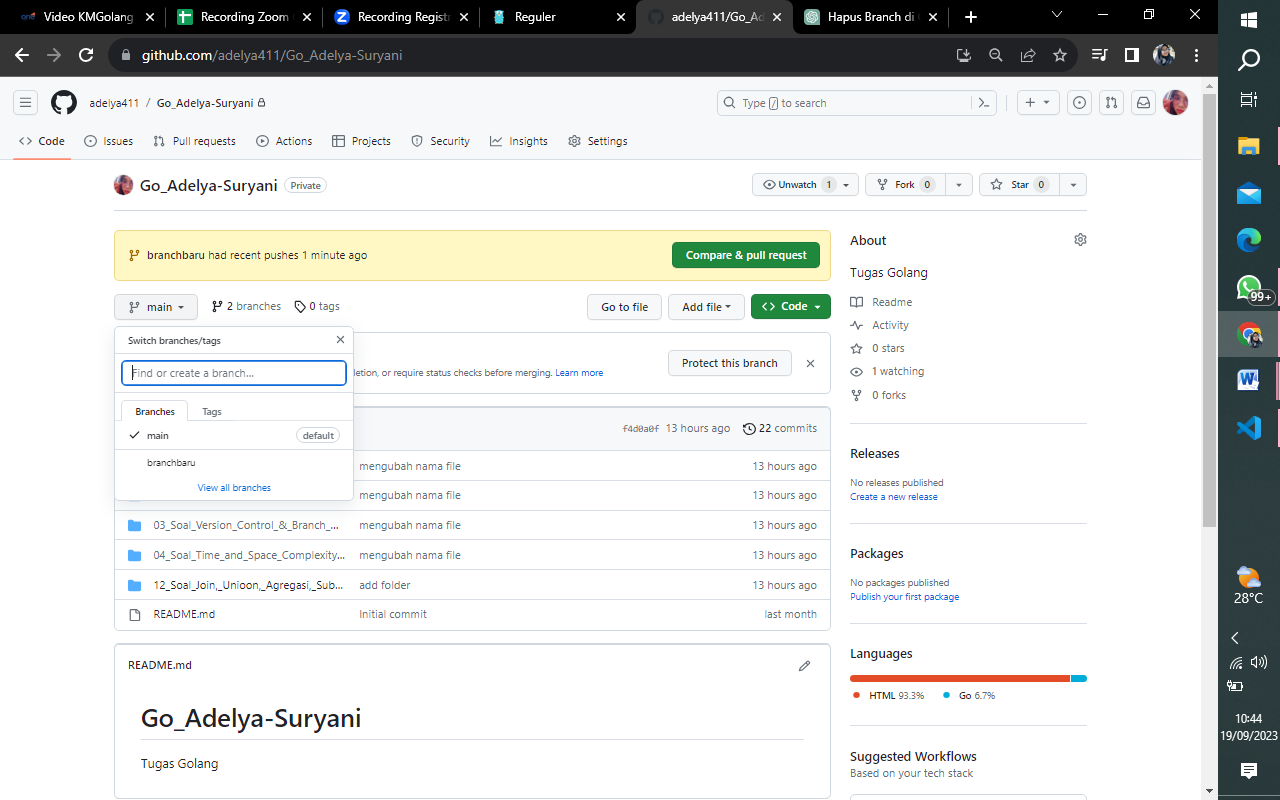 Video KMGolang
Recording Zoom
Recording Registr
Reguler
adelya411/Go_Ad
Hapus Branch di
github.com/adelya411/Go_Adelya-Suryani
adelya411 / Go_Adelya-Suryani
Type / to search
Code
Issues
Pull requests
Actions
Projects
Security
Insights
Settings
Go_Adelya-Suryani Private
Unwatch 1
Fork 0
Star 0
branchbaru had recent pushes 1 minute ago
Compare & pull request
main
2 branches
0 tags
Go to file
Add file
Code
Switch branches/tags
Find or create a branch...
Branches
Tags
main default
branchbaru
View all branches
Protect this branch
letion, or require status checks before merging. Learn more
f4d0a0f 13 hours ago 22 commits
mengubah nama file 13 hours ago
mengubah nama file 13 hours ago
03_Soal_Version_Control_&_Branch_... mengubah nama file 13 hours ago
04_Soal_Time_and_Space_Complexity... mengubah nama file 13 hours ago
12_Soal_Join,_Unioon,_Agregasi,_Sub... add folder 13 hours ago
README.md Initial commit last month
README.md
Go_Adelya-Suryani
Tugas Golang
About
Tugas Golang
Readme
Activity
0 stars
1 watching
0 forks
Releases
No releases published
Create a new release
Packages
No packages published
Publish your first package
Languages
HTML 93.3%
Go 6.7%
Suggested Workflows
Based on your tech stack
99+
28°C
10:44
19/09/2023